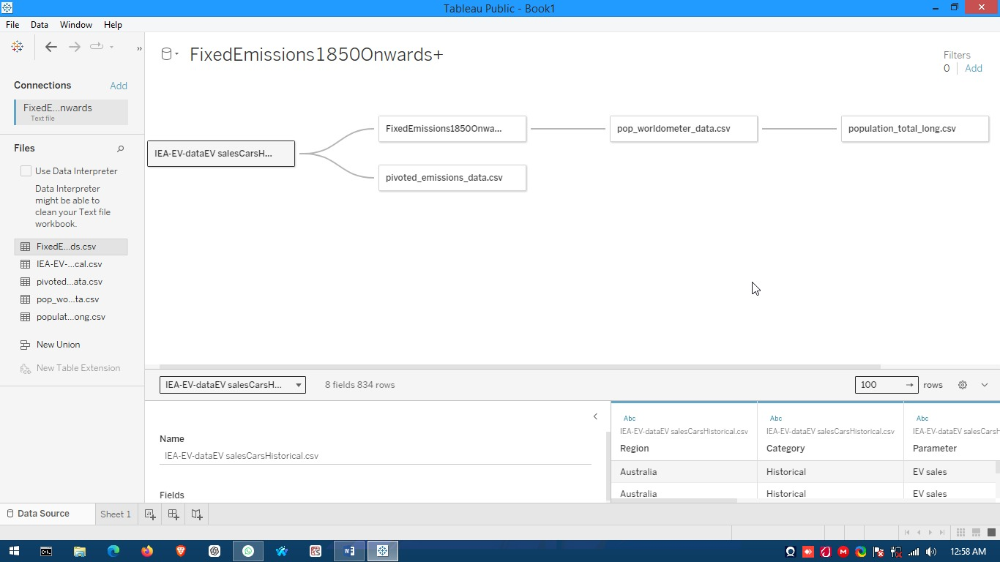 Tableau Public - Book1
File Data Window Help
FixedEmissions1850Onwards+
Filters
0 Add
Connections Add
FixedE...nwards
Text file
Files
Use Data Interpreter
Data Interpreter
might be able to
clean your Text file
workbook.
FixedE...ds.csv
IEA-EV-...cal.csv
pivoted...ata.csv
pop_wo...ta.csv
populat...ong.csv
New Union
New Table Extension
IEA-EV-dataEV salesCarsH...
FixedEmissions1850Onwa...
pop_worldometer_data.csv
population_total_long.csv
pivoted_emissions_data.csv
IEA-EV-dataEV salesCarsH...
8 fields 834 rows
100 → rows
Name
IEA-EV-dataEV salesCarsHistorical.csv
Fields
Abc Abc Abc
IEA-EV-dataEV salesCarsHistorical.csv IEA-EV-dataEV salesCarsHistorical.csv IEA-EV-dataEV salesCarsH
Region Category Parameter
Australia Historical EV sales
Australia Historical EV sales
Data Source Sheet 1
12:58 AM